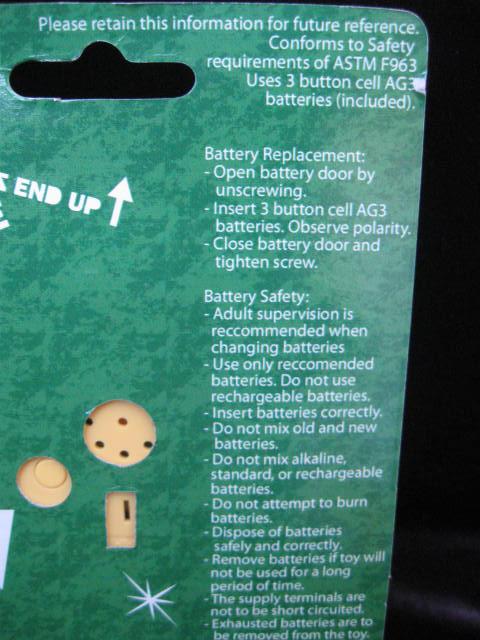 Please retain this information for future reference.
Conforms to Safety
requirements of ASTM F963
Uses 3 button cell AG3
batteries (included).
END UP
Battery Replacement:
- Open battery door by
unscrewing.
- Insert 3 button cell AG3
batteries. Observe polarity.
- Close battery door and
tighten screw.
Battery Safety:
- Adult supervision is
reccommended when
changing batteries
- Use only reccomended
batteries. Do not use
rechargeable batteries.
- Insert batteries correctly.
- Do not mix old and new
batteries.
- Do not mix alkaline,
standard, or rechargeable
batteries.
- Do not attempt to burn
batteries.
- Dispose of batteries
safely and correctly.
- Remove batteries if toy will
not be used for a long
period of time.
- The supply terminals are
not to be short circuited.
- Exhausted batteries are to
be removed from the toy.